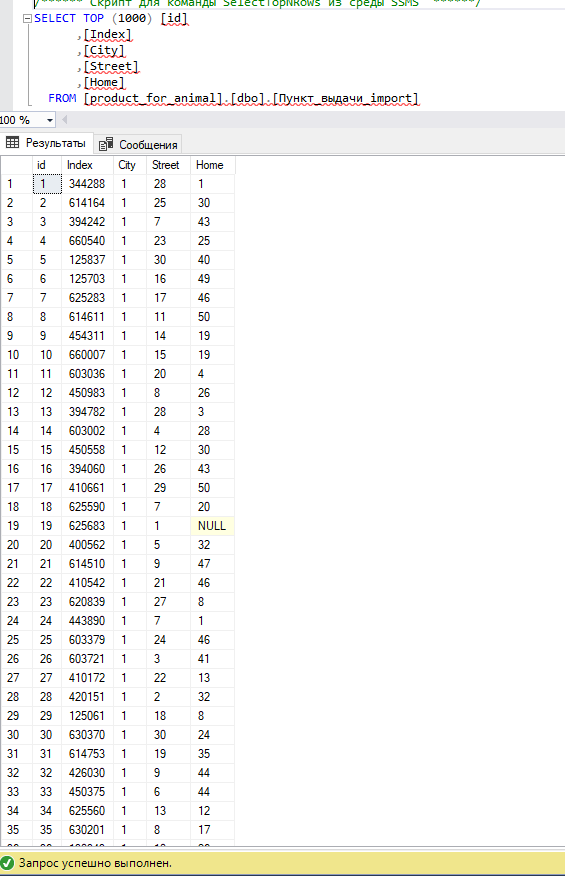 /****** Скрипт для команды SelectTopNRows из среды SSMS ******/
SELECT TOP (1000) [id]
,[Index]
,[City]
,[Street]
,[Home]
FROM [product_for_animal].[dbo].[Пункт_выдачи_import]
100 %
Результаты Сообщения
id Index City Street Home
1 1 344288 1 28 1
2 2 614164 1 25 30
3 3 394242 1 7 43
4 4 660540 1 23 25
5 5 125837 1 30 40
6 6 125703 1 16 49
7 7 625283 1 17 46
8 8 614611 1 11 50
9 9 454311 1 14 19
10 10 660007 1 15 19
11 11 603036 1 20 4
12 12 450983 1 8 26
13 13 394782 1 28 3
14 14 603002 1 4 28
15 15 450558 1 12 30
16 16 394060 1 26 43
17 17 410661 1 29 50
18 18 625590 1 7 20
19 19 625683 1 1 NULL
20 20 400562 1 5 32
21 21 614510 1 9 47
22 22 410542 1 21 46
23 23 620839 1 27 8
24 24 443890 1 7 1
25 25 603379 1 24 46
26 26 603721 1 3 41
27 27 410172 1 22 13
28 28 420151 1 2 32
29 29 125061 1 18 8
30 30 630370 1 30 24
31 31 614753 1 19 35
32 32 426030 1 9 44
33 33 450375 1 6 44
34 34 625560 1 13 12
35 35 630201 1 8 17
Запрос успешно выполнен.